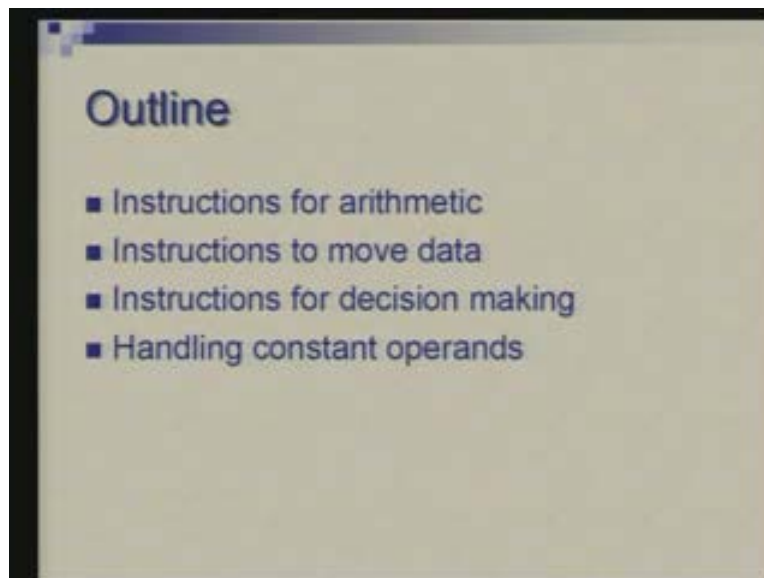 Outline
Instructions for arithmetic
Instructions to move data
Instructions for decision making
Handling constant operands